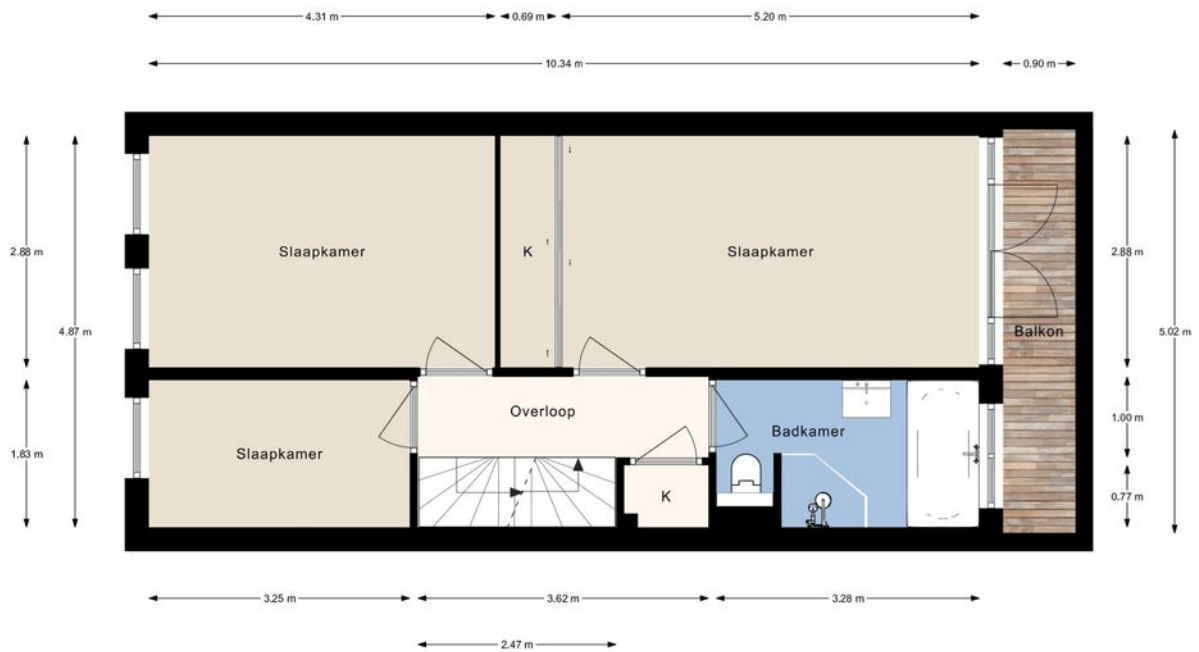 4.31 m 0.69 m 5.20 m
10.34 m 0.90 m
Slaapkamer K Slaapkamer
2.88 m 2.88 m
4.87 m Balkon 5.02 m
Overloop
Badkamer 1.00 m
1.83 m Slaapkamer
K 0.77 m
3.25 m 3.62 m 3.28 m
2.47 m